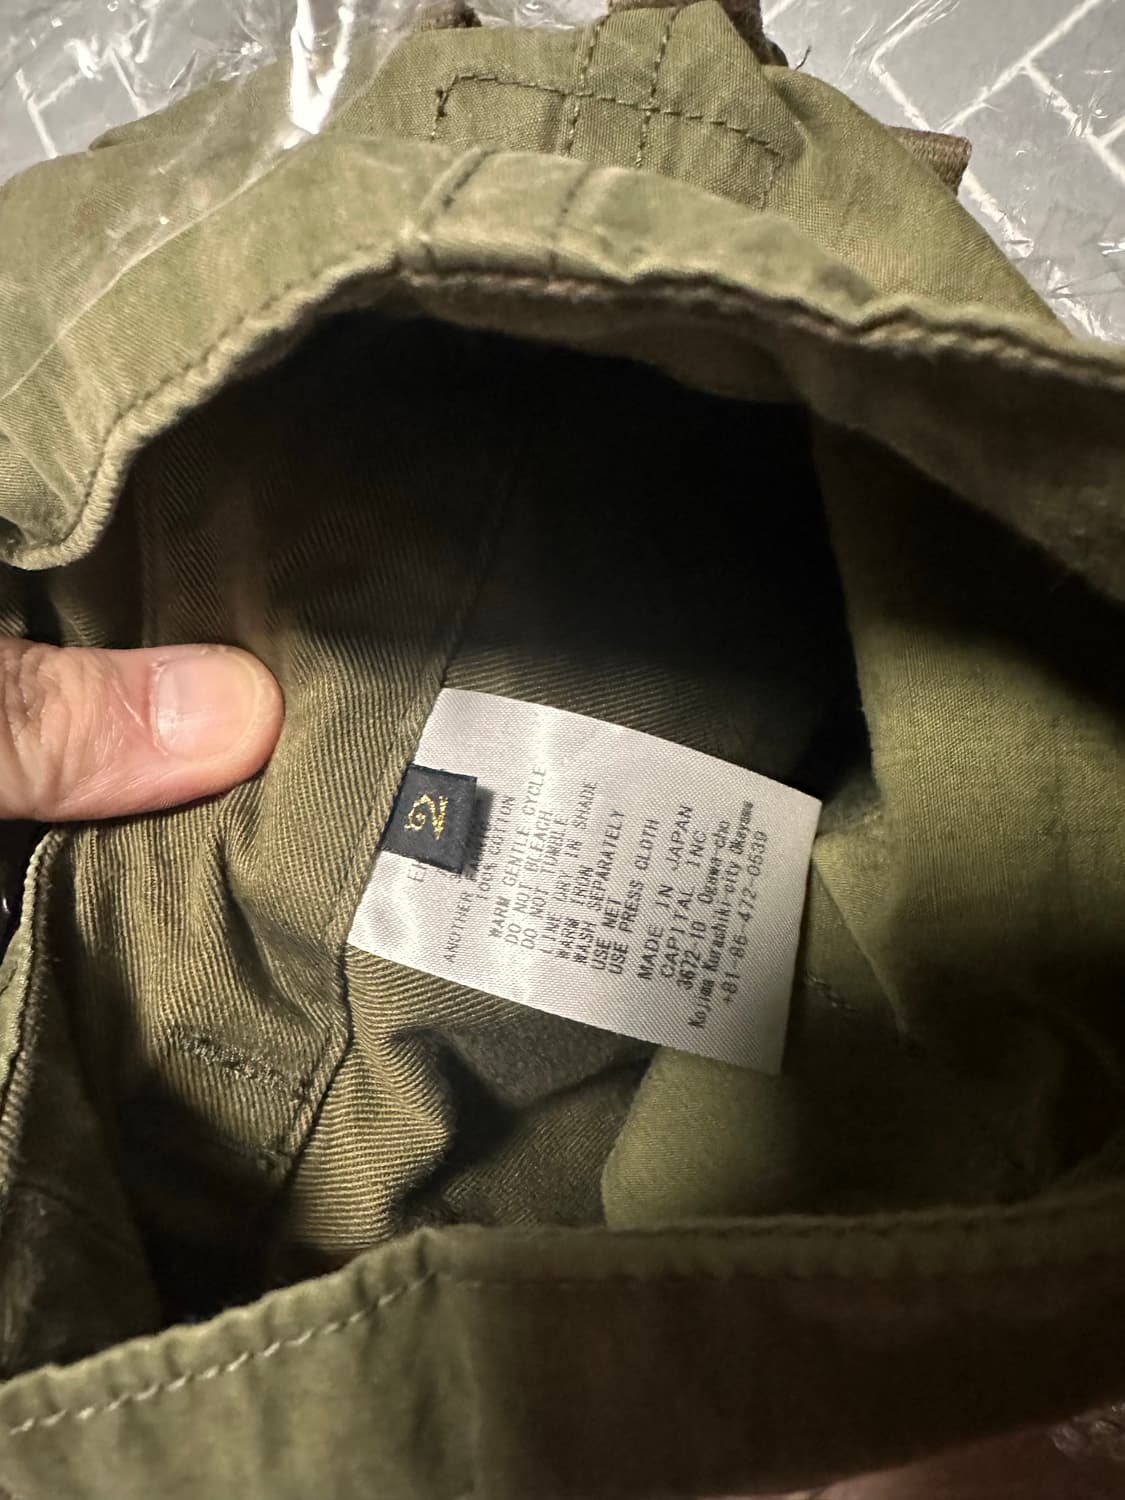 2
ANOTHER
100% COTTON
WARM GENTLE CYCLE
DO NOT BLEACH
DO NOT TUMBLE
LINE DRY IN SHADE
WARM IRON
WASH SEPARATELY
USE NET
USE PRESS CLOTH
MADE IN JAPAN
CAPITAL INC
3672-10 Ogawa-cho
Kojima Kurashiki-city Okayama
+81-86-472-0539